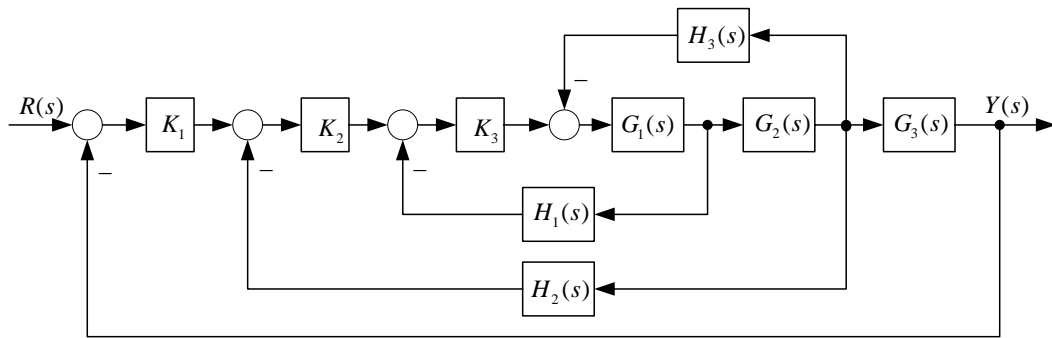 H₃(s)
−
R(s)
K₁
K₂
K₃
G₁(s)
G₂(s)
G₃(s)
Y(s)
−
−
−
H₁(s)
H₂(s)